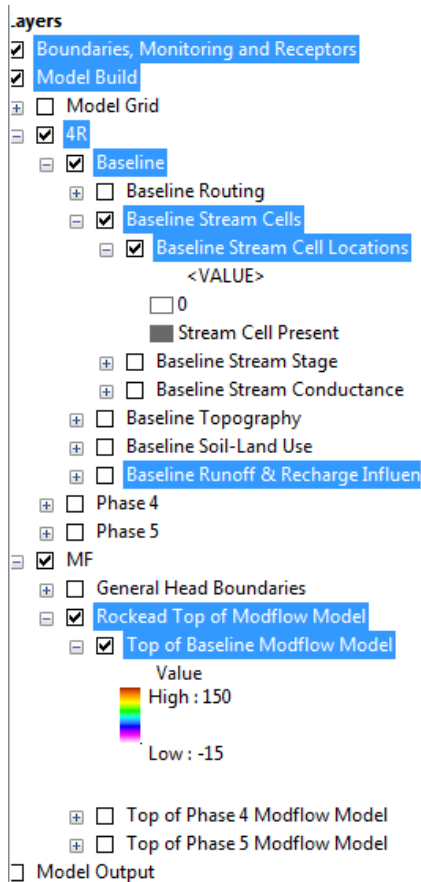 .ayers
Boundaries, Monitoring and Receptors
Model Build
Model Grid
4R
Baseline
Baseline Routing
Baseline Stream Cells
Baseline Stream Cell Locations
<VALUE>
0
Stream Cell Present
Baseline Stream Stage
Baseline Stream Conductance
Baseline Topography
Baseline Soil-Land Use
Baseline Runoff & Recharge Influen
Phase 4
Phase 5
MF
General Head Boundaries
Rockead Top of Modflow Model
Top of Baseline Modflow Model
Value
High : 150
Low : -15
Top of Phase 4 Modflow Model
Top of Phase 5 Modflow Model
Model Output